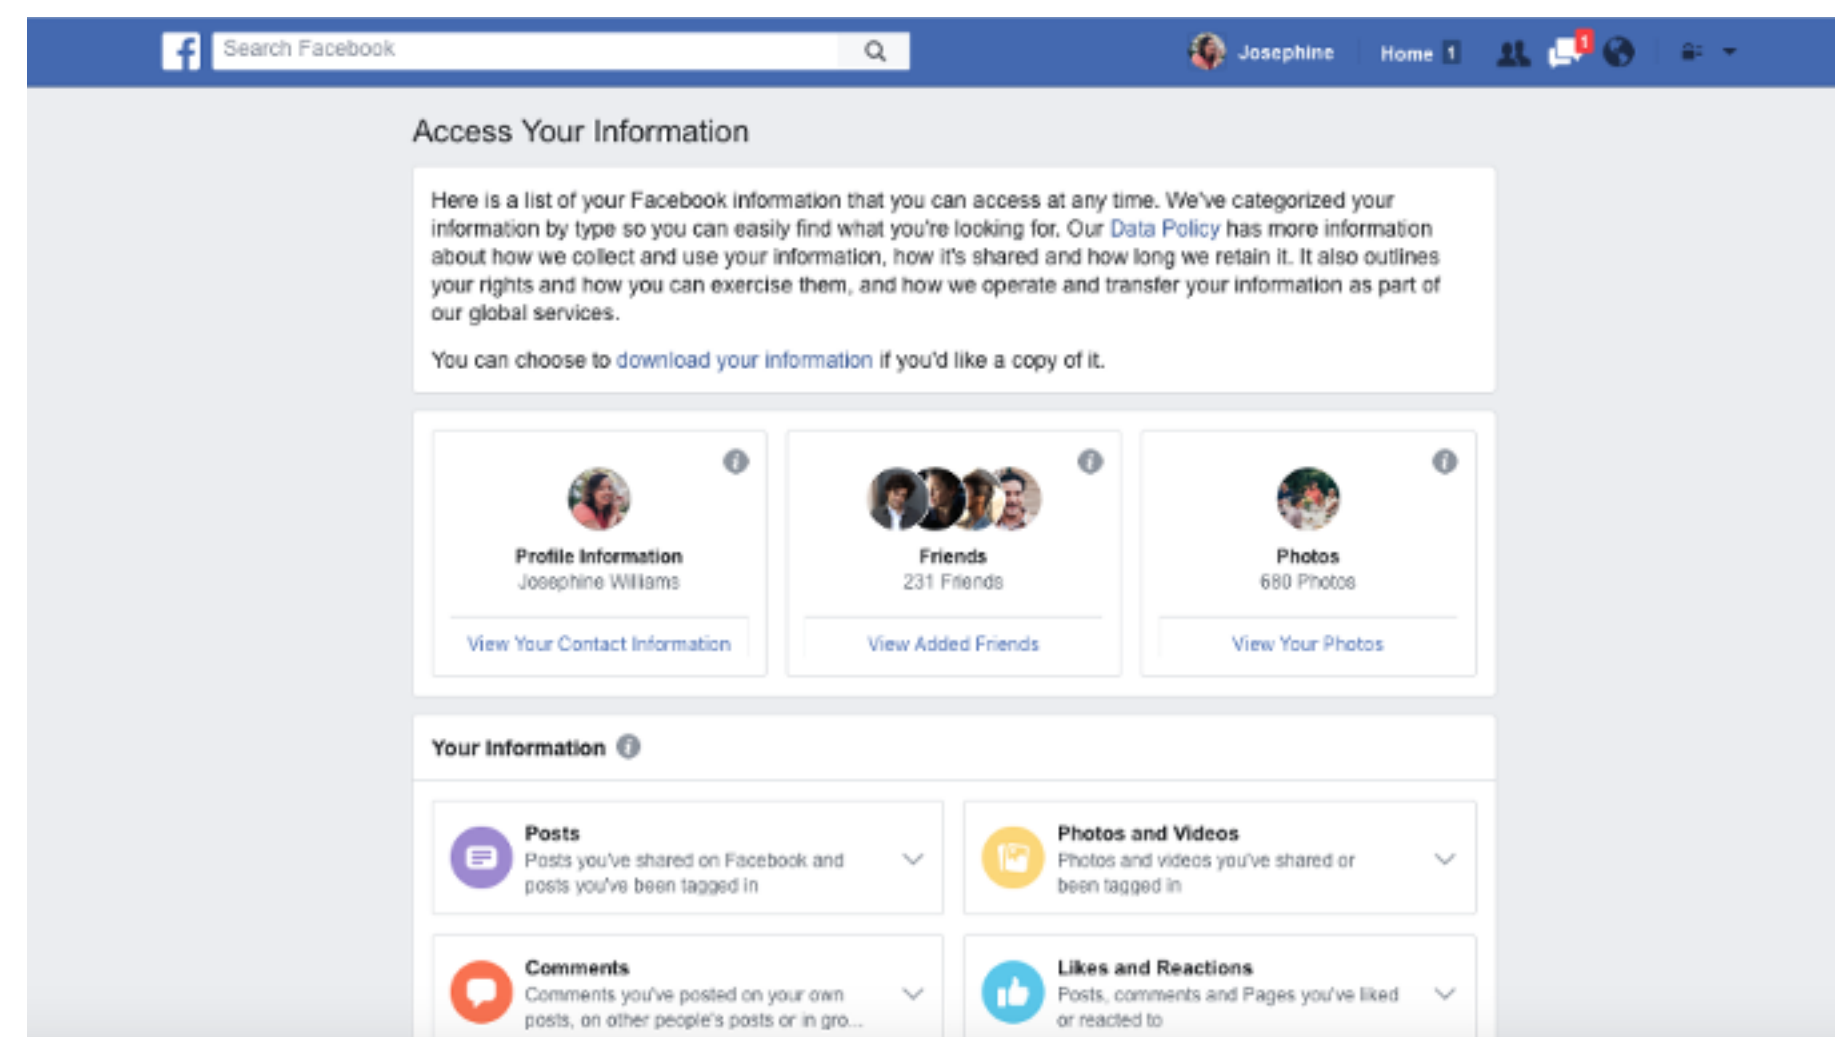 Search Facebook
Josephine
Home 1
1
Access Your Information
Here is a list of your Facebook information that you can access at any time. We've categorized your
information by type so you can easily find what you're looking for. Our Data Policy has more information
about how we collect and use your information, how it's shared and how long we retain it. It also outlines
your rights and how you can exercise them, and how we operate and transfer your information as part of
our global services.
You can choose to download your information if you'd like a copy of it.
Profile Information
Josephine Williams
View Your Contact Information
Friends
231 Friends
View Added Friends
Photos
680 Photos
View Your Photos
Your Information
Posts
Posts you've shared on Facebook and
posts you've been tagged in
Photos and Videos
Photos and videos you've shared or
been tagged in
Comments
Comments you've posted on your own
posts, on other people's posts or in gro...
Likes and Reactions
Posts, comments and Pages you've liked
or reacted to